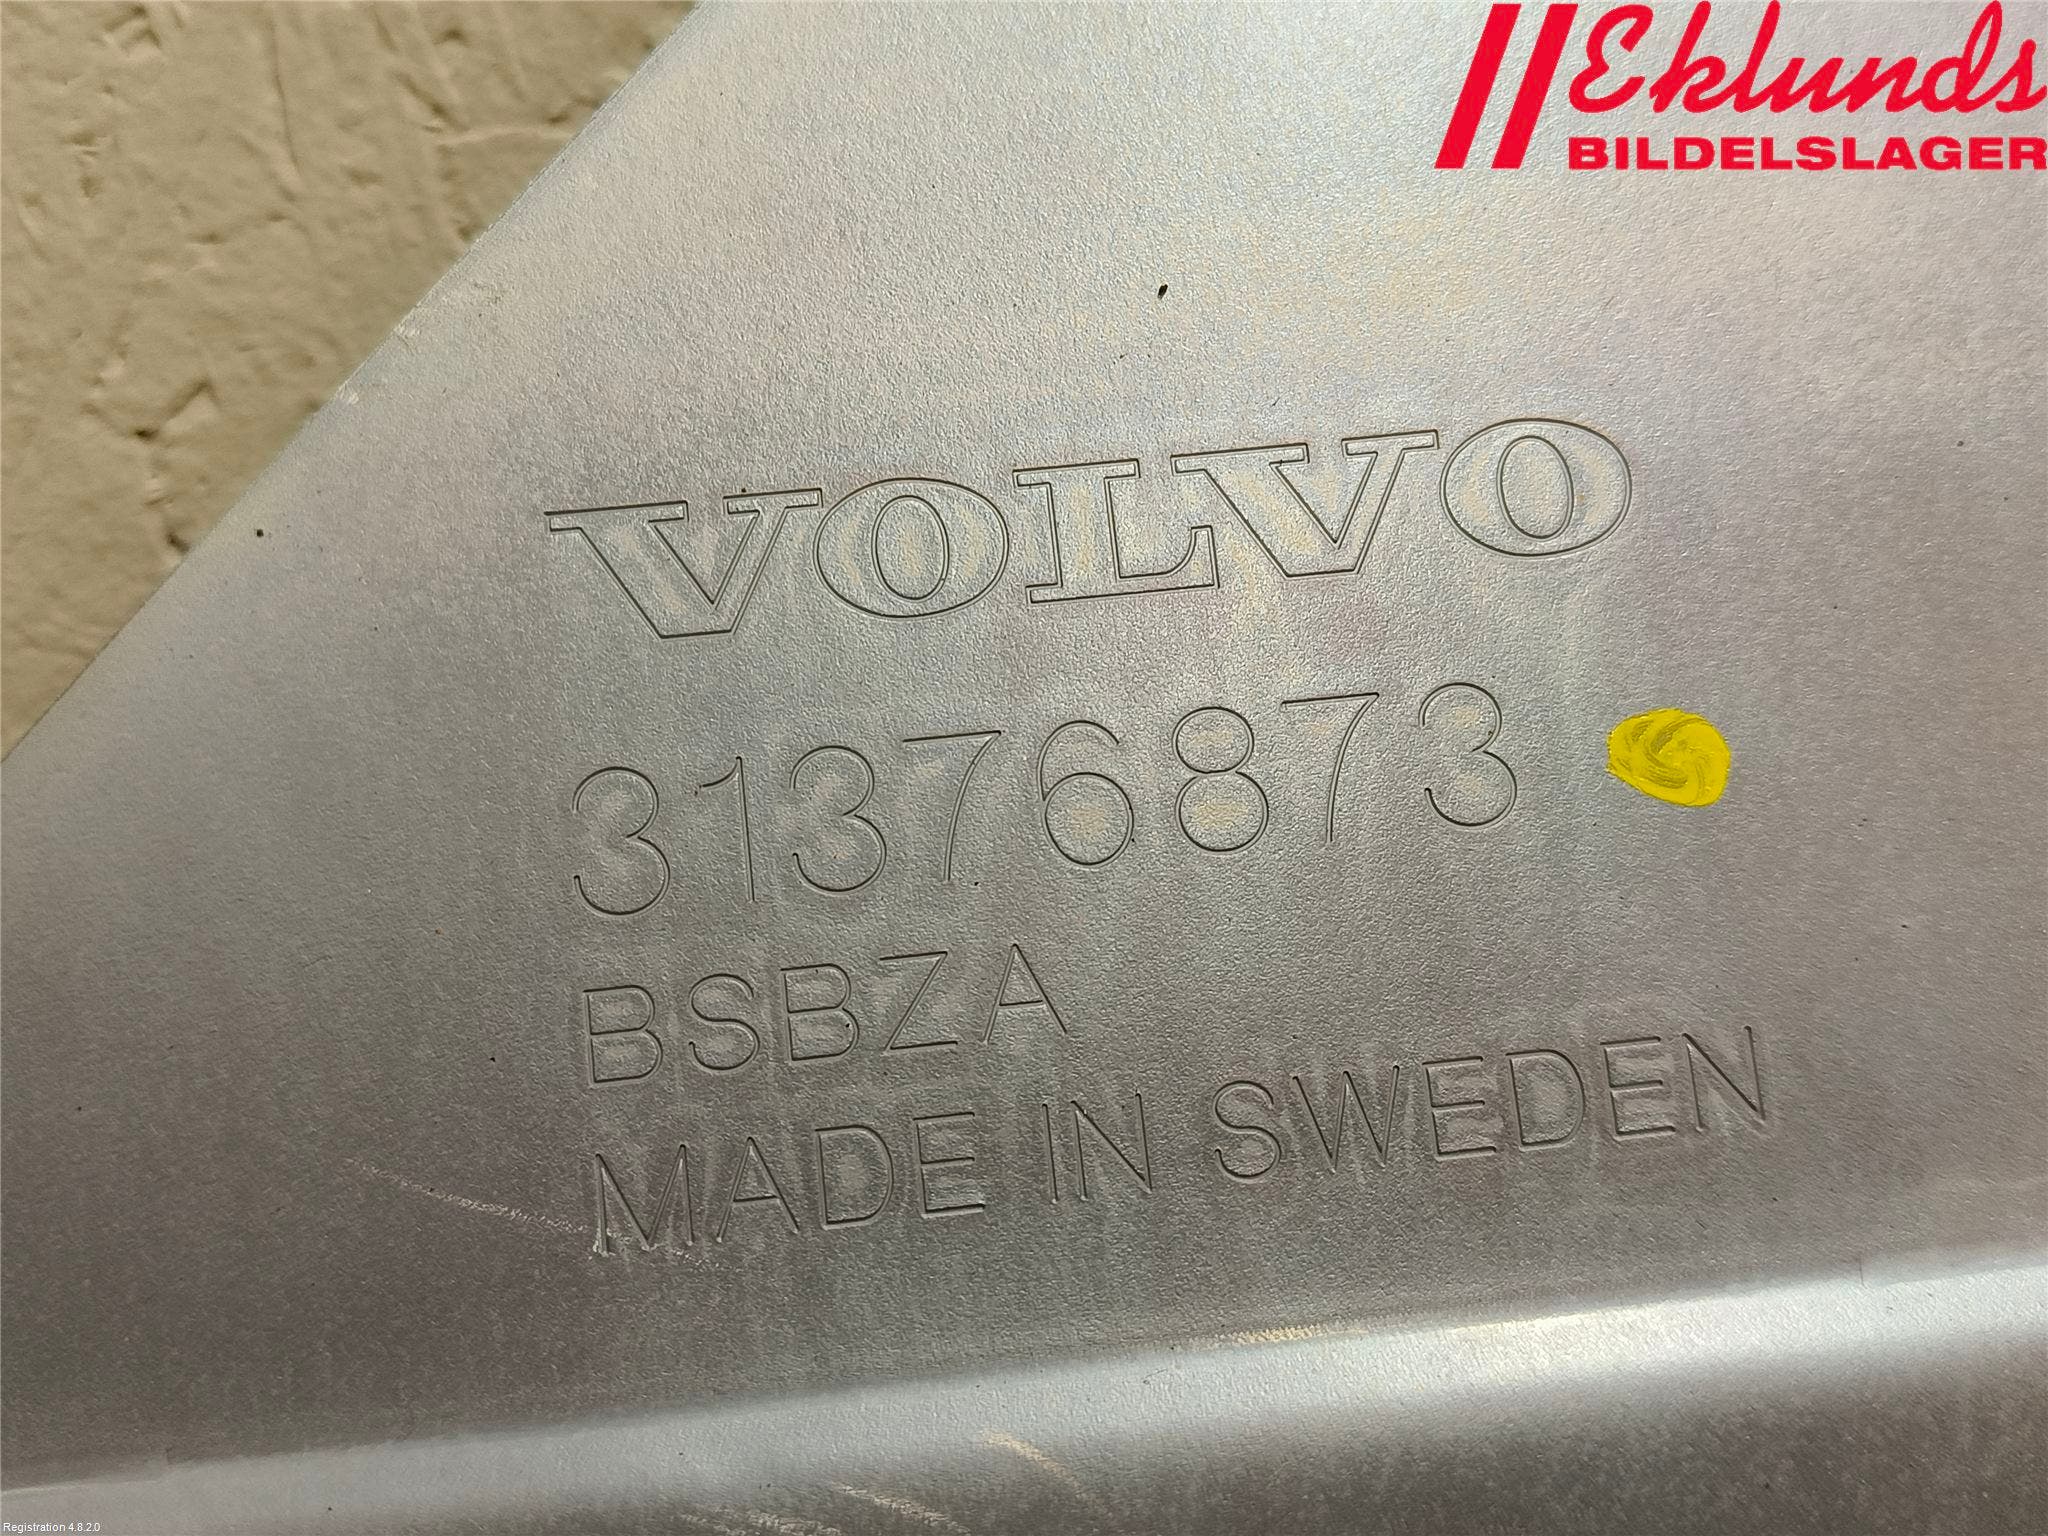 Eklunds
BILDELSLAGER
VOLVO
31376873
BSBZA
MADE IN SWEDEN
Registration 4.8.2.0